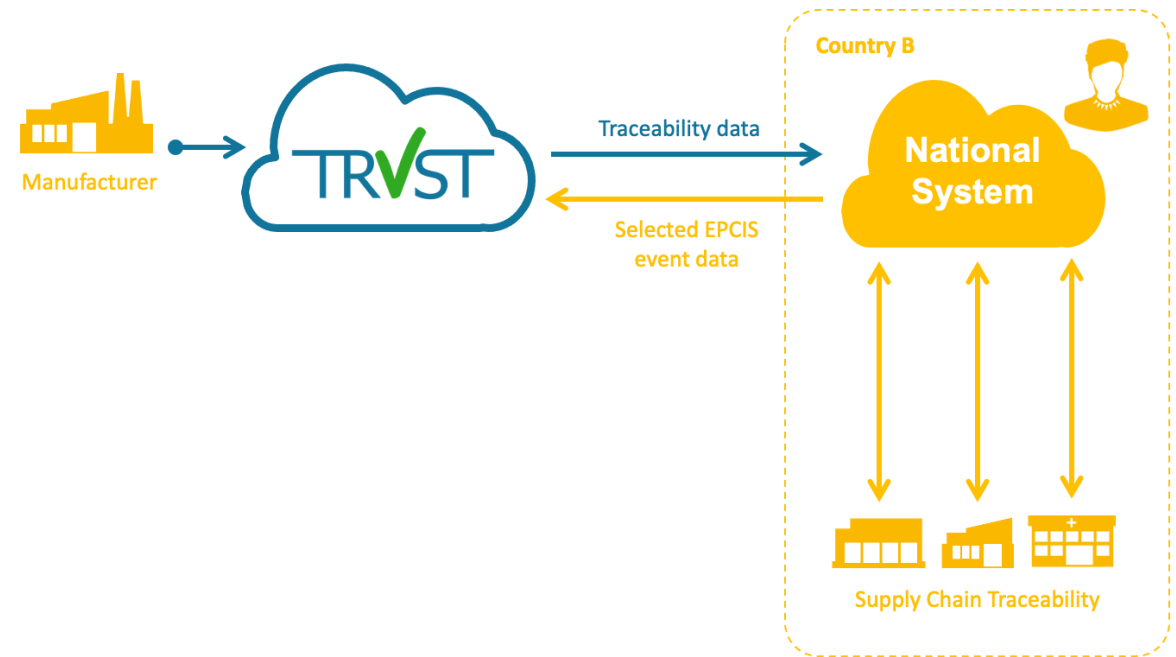 Country B
Manufacturer
TRVST
Traceability data
National
System
Selected EPCIS
event data
Supply Chain Traceability